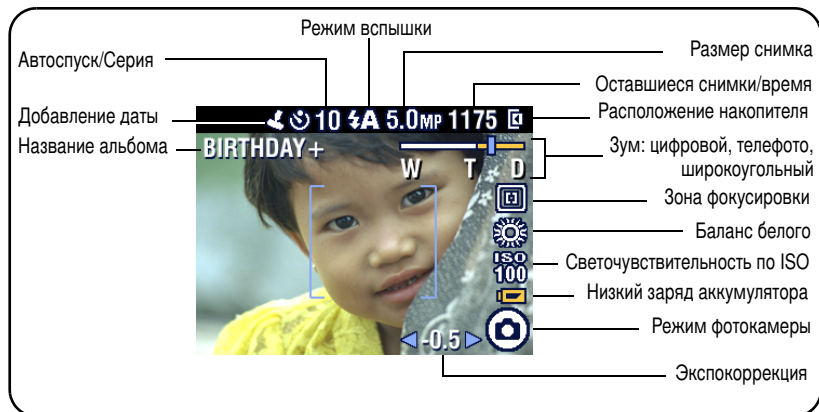 Режим вспышки
Автоспуск/Серия
Размер снимка
Оставшиеся снимки/время
Добавление даты
Расположение накопителя
Название альбома
10 A 5.0MP 1175
BIRTHDAY+
W T D
Зум: цифровой, телефото,
широкоугольный
Зона фокусировки
Баланс белого
ISO
100
Светочувствительность по ISO
Низкий заряд аккумулятора
Режим фотокамеры
-0.5
Экспокоррекция